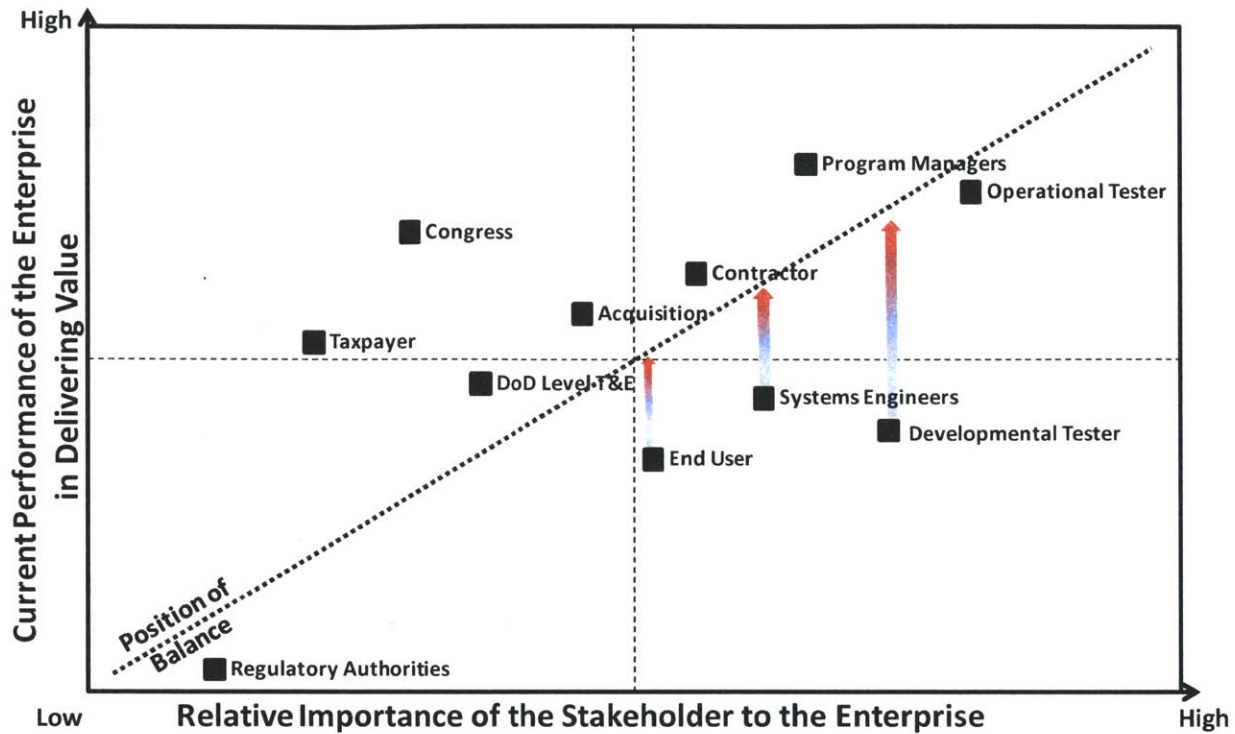 High
Current Performance of the Enterprise
in Delivering Value
Program Managers
Operational Tester
Congress
Contractor
Acquisition
Taxpayer
DoD Level T&E
Systems Engineers
Developmental Tester
End User
Position of
Balance
Regulatory Authorities
Low
Relative Importance of the Stakeholder to the Enterprise
High